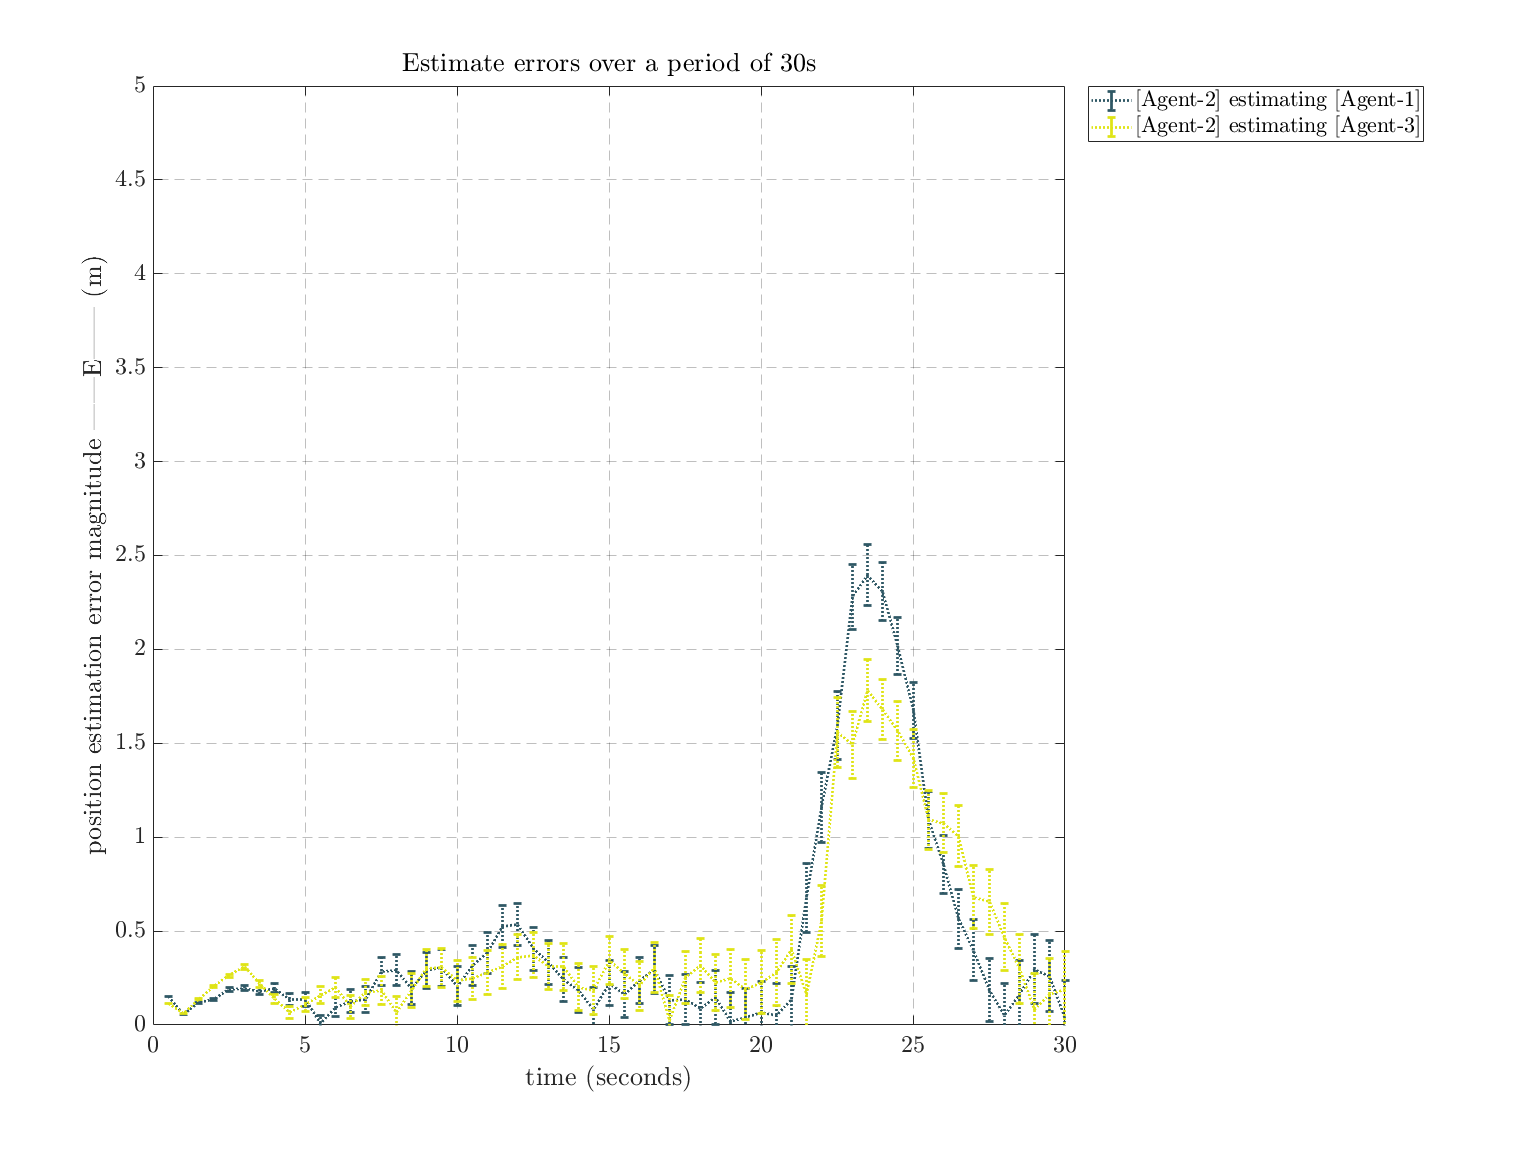 Estimate errors over a period of 30s
[Agent-2] estimating [Agent-1]
[Agent-2] estimating [Agent-3]
5
4.5
4
3.5
3
2.5
2
1.5
1
0.5
0
position estimation error magnitude ——E—— (m)
0 5 10 15 20 25 30
time (seconds)